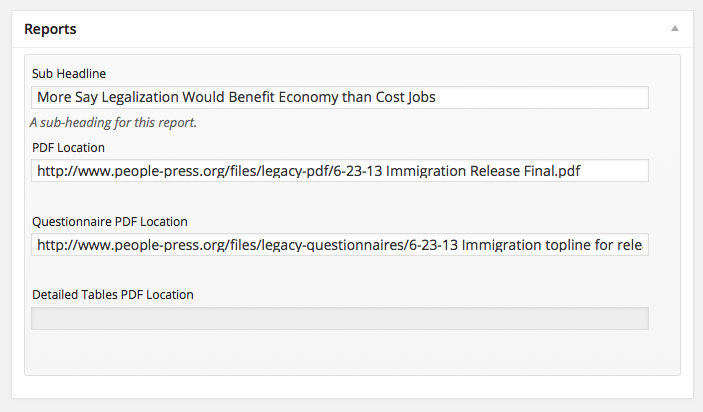 Reports
Sub Headline
More Say Legalization Would Benefit Economy than Cost Jobs
A sub-heading for this report.
PDF Location
http://www.people-press.org/files/legacy-pdf/6-23-13 Immigration Release Final.pdf
Questionnaire PDF Location
http://www.people-press.org/files/legacy-questionnaires/6-23-13 Immigration topline for rele
Detailed Tables PDF Location